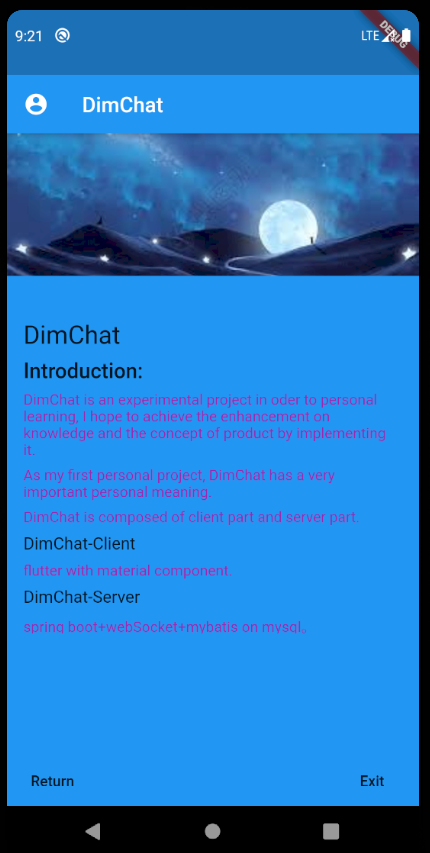 9:21
LTE
DEBUG
DimChat
DimChat
Introduction:
DimChat is an experimental project in oder to personal
learning, I hope to achieve the enhancement on
knowledge and the concept of product by implementing
it.
As my first personal project, DimChat has a very
important personal meaning.
DimChat is composed of client part and server part.
DimChat-Client
flutter with material component.
DimChat-Server
spring boot+webSocket+mybatis on mysql。
Return
Exit